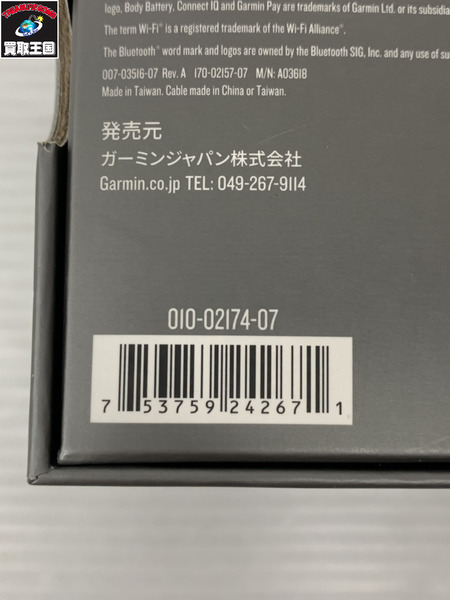 買取王国
logo, Body Battery, Connect IQ and Garmin Pay are trademarks of Garmin Ltd. or its subsidia
The term Wi-Fi® is a registered trademark of the Wi-Fi Alliance®.
The Bluetooth® word mark and logos are owned by the Bluetooth SIG, Inc. and any use of su
007-03516-07 Rev. A 170-02157-07 M/N: A03618
Made in Taiwan. Cable made in China or Taiwan.
発売元
ガーミンジャパン株式会社
Garmin.co.jp TEL: 049-267-9114
010-02174-07
7 53759 24267 1